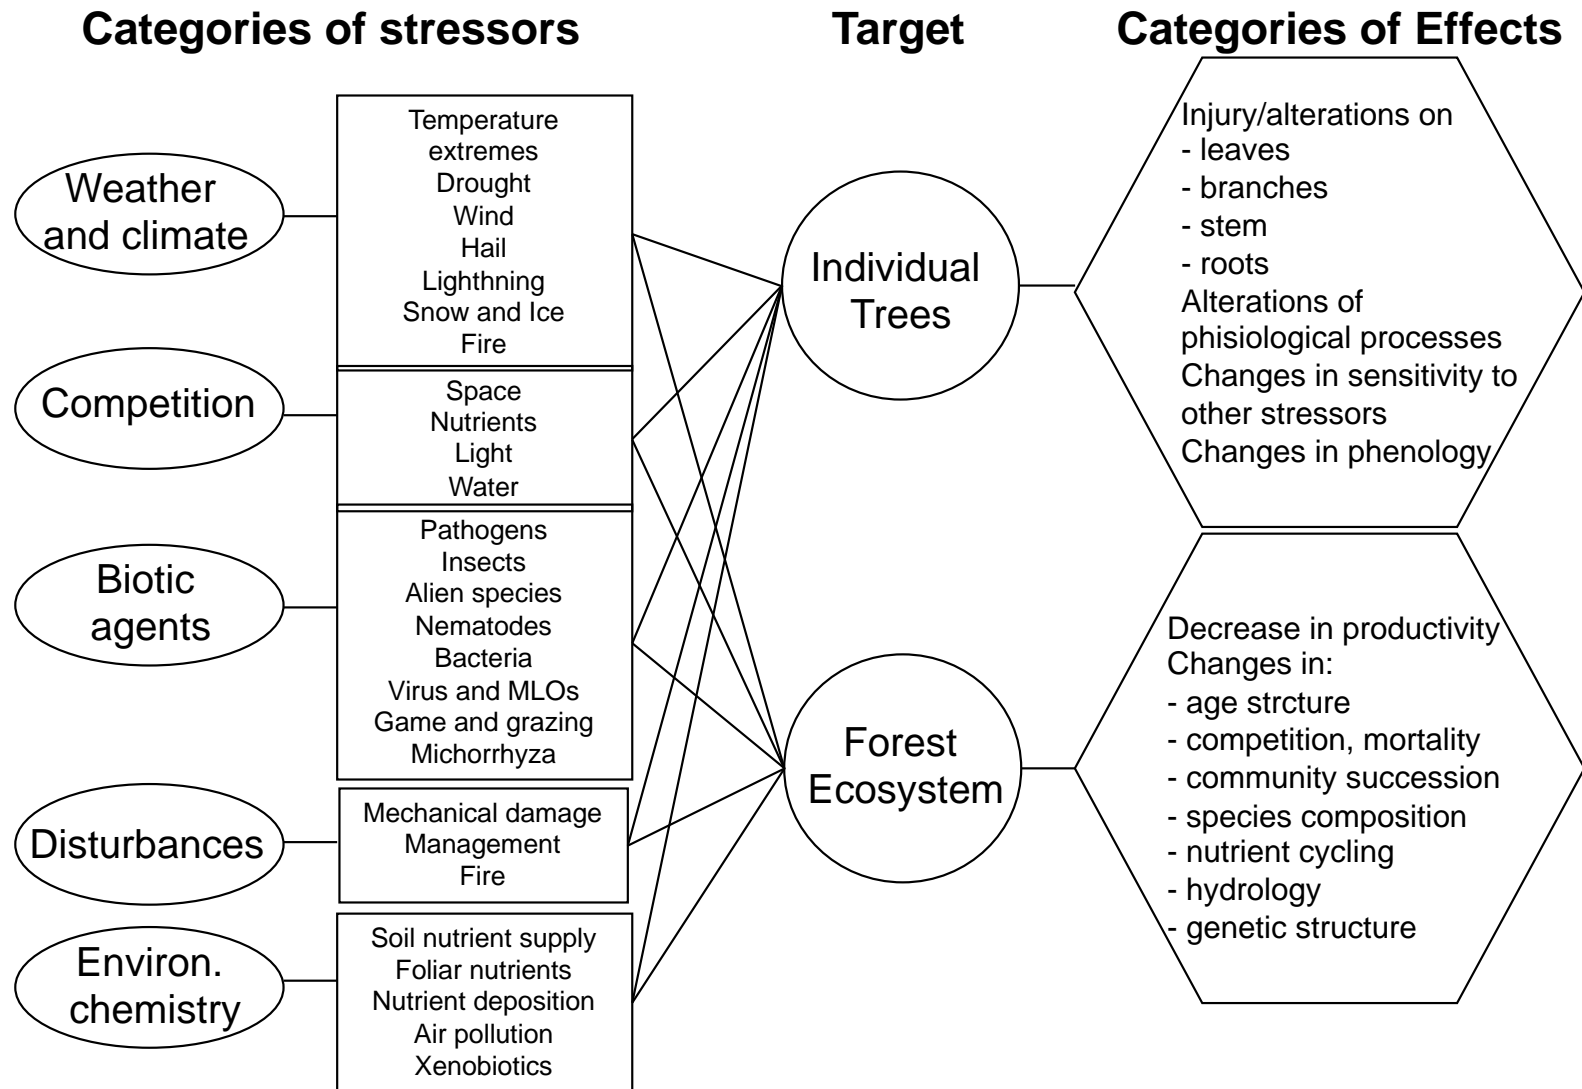 Categories of stressors
Target
Categories of Effects
Weather
and climate
Temperature
extremes
Drought
Wind
Hail
Lighthning
Snow and Ice
Fire
Competition
Space
Nutrients
Light
Water
Biotic
agents
Pathogens
Insects
Alien species
Nematodes
Bacteria
Virus and MLOs
Game and grazing
Michorrhyza
Disturbances
Mechanical damage
Management
Fire
Environ.
chemistry
Soil nutrient supply
Foliar nutrients
Nutrient deposition
Air pollution
Xenobiotics
Individual
Trees
Forest
Ecosystem
Injury/alterations on
- leaves
- branches
- stem
- roots
Alterations of
phisiological processes
Changes in sensitivity to
other stressors
Changes in phenology
Decrease in productivity
Changes in:
- age strcture
- competition, mortality
- community succession
- species composition
- nutrient cycling
- hydrology
- genetic structure